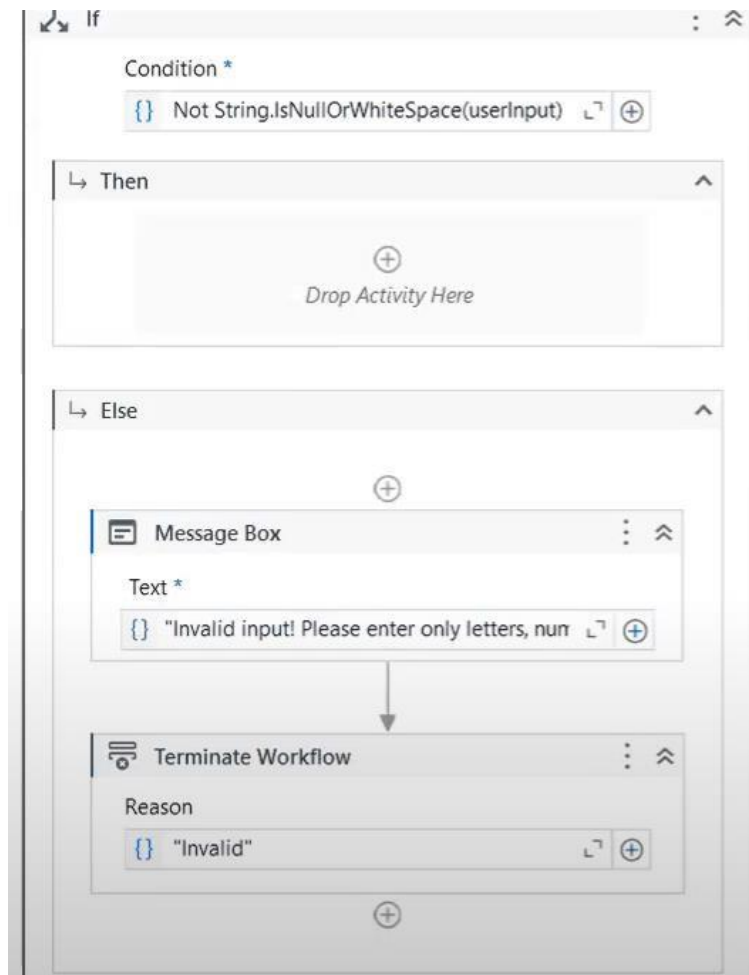 If
Condition *
{} Not String.IsNullOrWhiteSpace(userInput)
Then
Drop Activity Here
Else
Message Box
Text *
{} "Invalid input! Please enter only letters, num
Terminate Workflow
Reason
{} "Invalid"